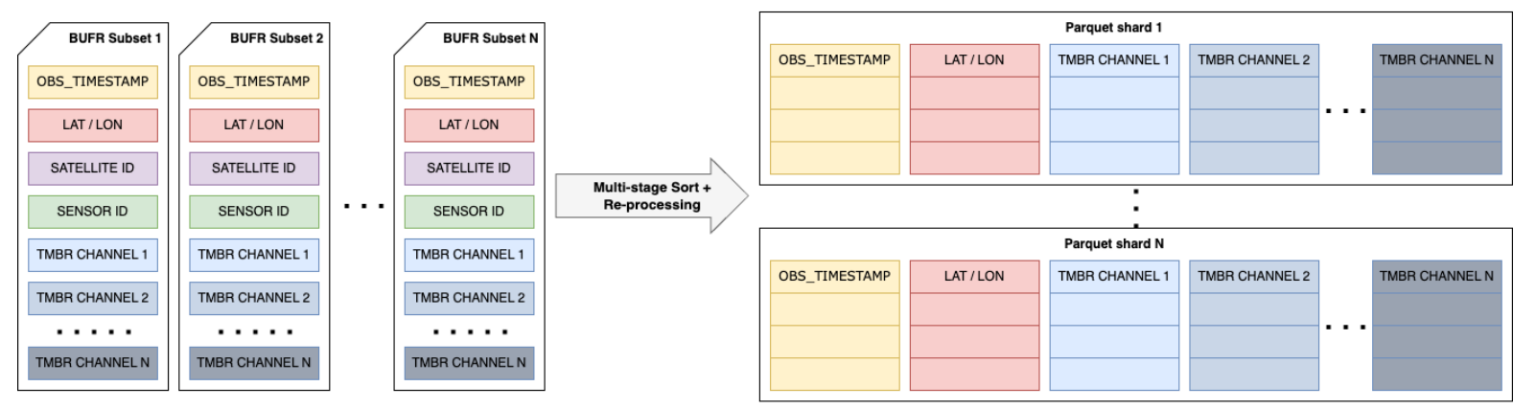 BUFR Subset 1
OBS_TIMESTAMP
LAT / LON
SATELLITE ID
SENSOR ID
TMBR CHANNEL 1
TMBR CHANNEL 2
TMBR CHANNEL N
BUFR Subset 2
OBS_TIMESTAMP
LAT / LON
SATELLITE ID
SENSOR ID
TMBR CHANNEL 1
TMBR CHANNEL 2
TMBR CHANNEL N
BUFR Subset N
OBS_TIMESTAMP
LAT / LON
SATELLITE ID
SENSOR ID
TMBR CHANNEL 1
TMBR CHANNEL 2
TMBR CHANNEL N
Multi-stage Sort +
Re-processing
Parquet shard 1
OBS_TIMESTAMP
LAT / LON
TMBR CHANNEL 1
TMBR CHANNEL 2
TMBR CHANNEL N
Parquet shard N
OBS_TIMESTAMP
LAT / LON
TMBR CHANNEL 1
TMBR CHANNEL 2
TMBR CHANNEL N